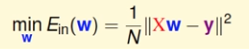 min_w E_in(w) = 1/N ||Xw − y||²